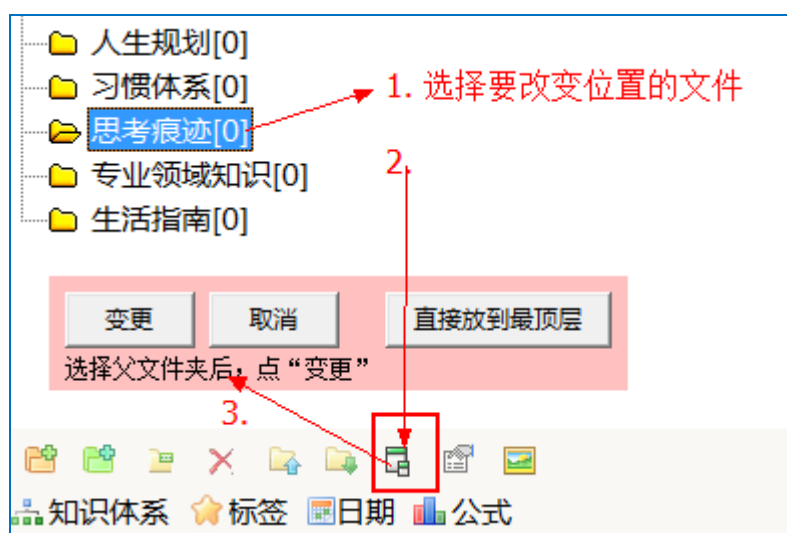 人生规划[0]
习惯体系[0]
1. 选择要改变位置的文件
思考痕迹[0]
2.
专业领域知识[0]
生活指南[0]
变更 取消 直接放到最顶层
选择父文件夹后，点“变更”
3.
知识体系 标签 日期 公式